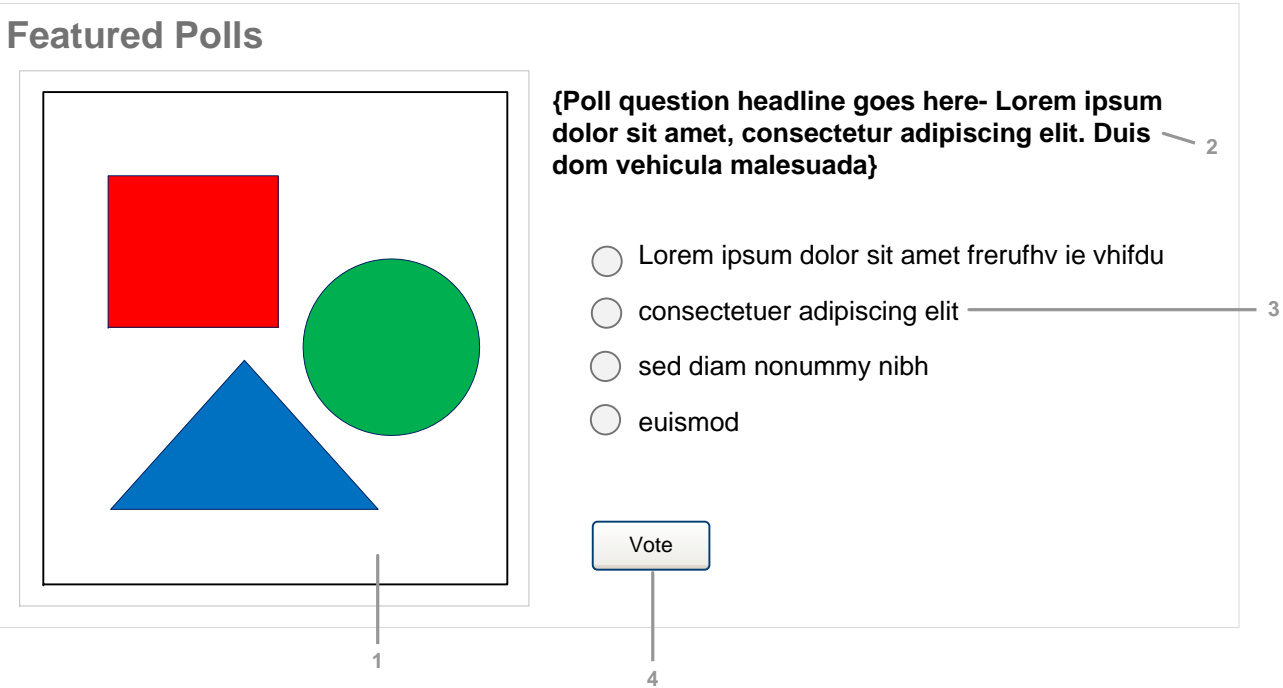 Featured Polls
{Poll question headline goes here- Lorem ipsum
dolor sit amet, consectetur adipiscing elit. Duis
dom vehicula malesuada}
2
Lorem ipsum dolor sit amet frerufhv ie vhifdu
consectetuer adipiscing elit
3
sed diam nonummy nibh
euismod
Vote
1
4